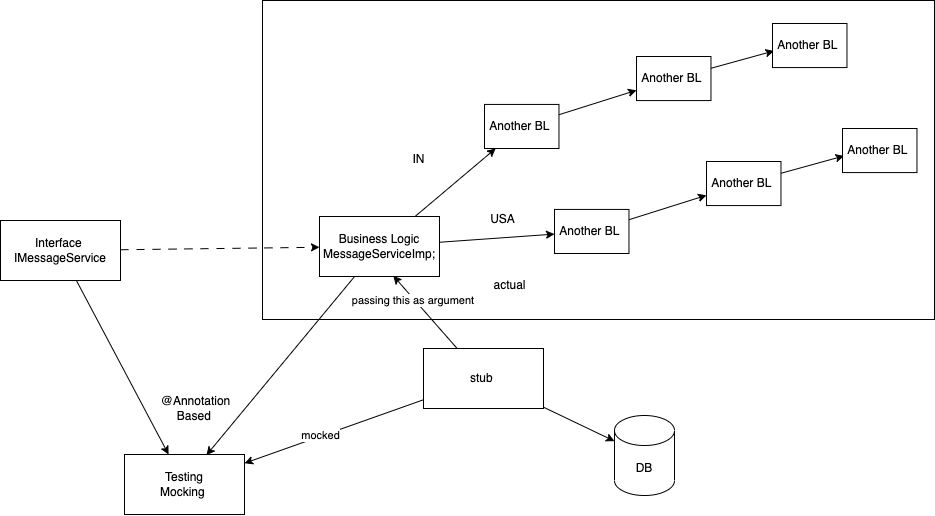 Another BL
Another BL
Another BL
IN
Another BL
Another BL
USA
Another BL
Interface
IMessageService
Business Logic
MessageServiceImp;
actual
passing this as argument
stub
@Annotation
Based
mocked
DB
Testing
Mocking